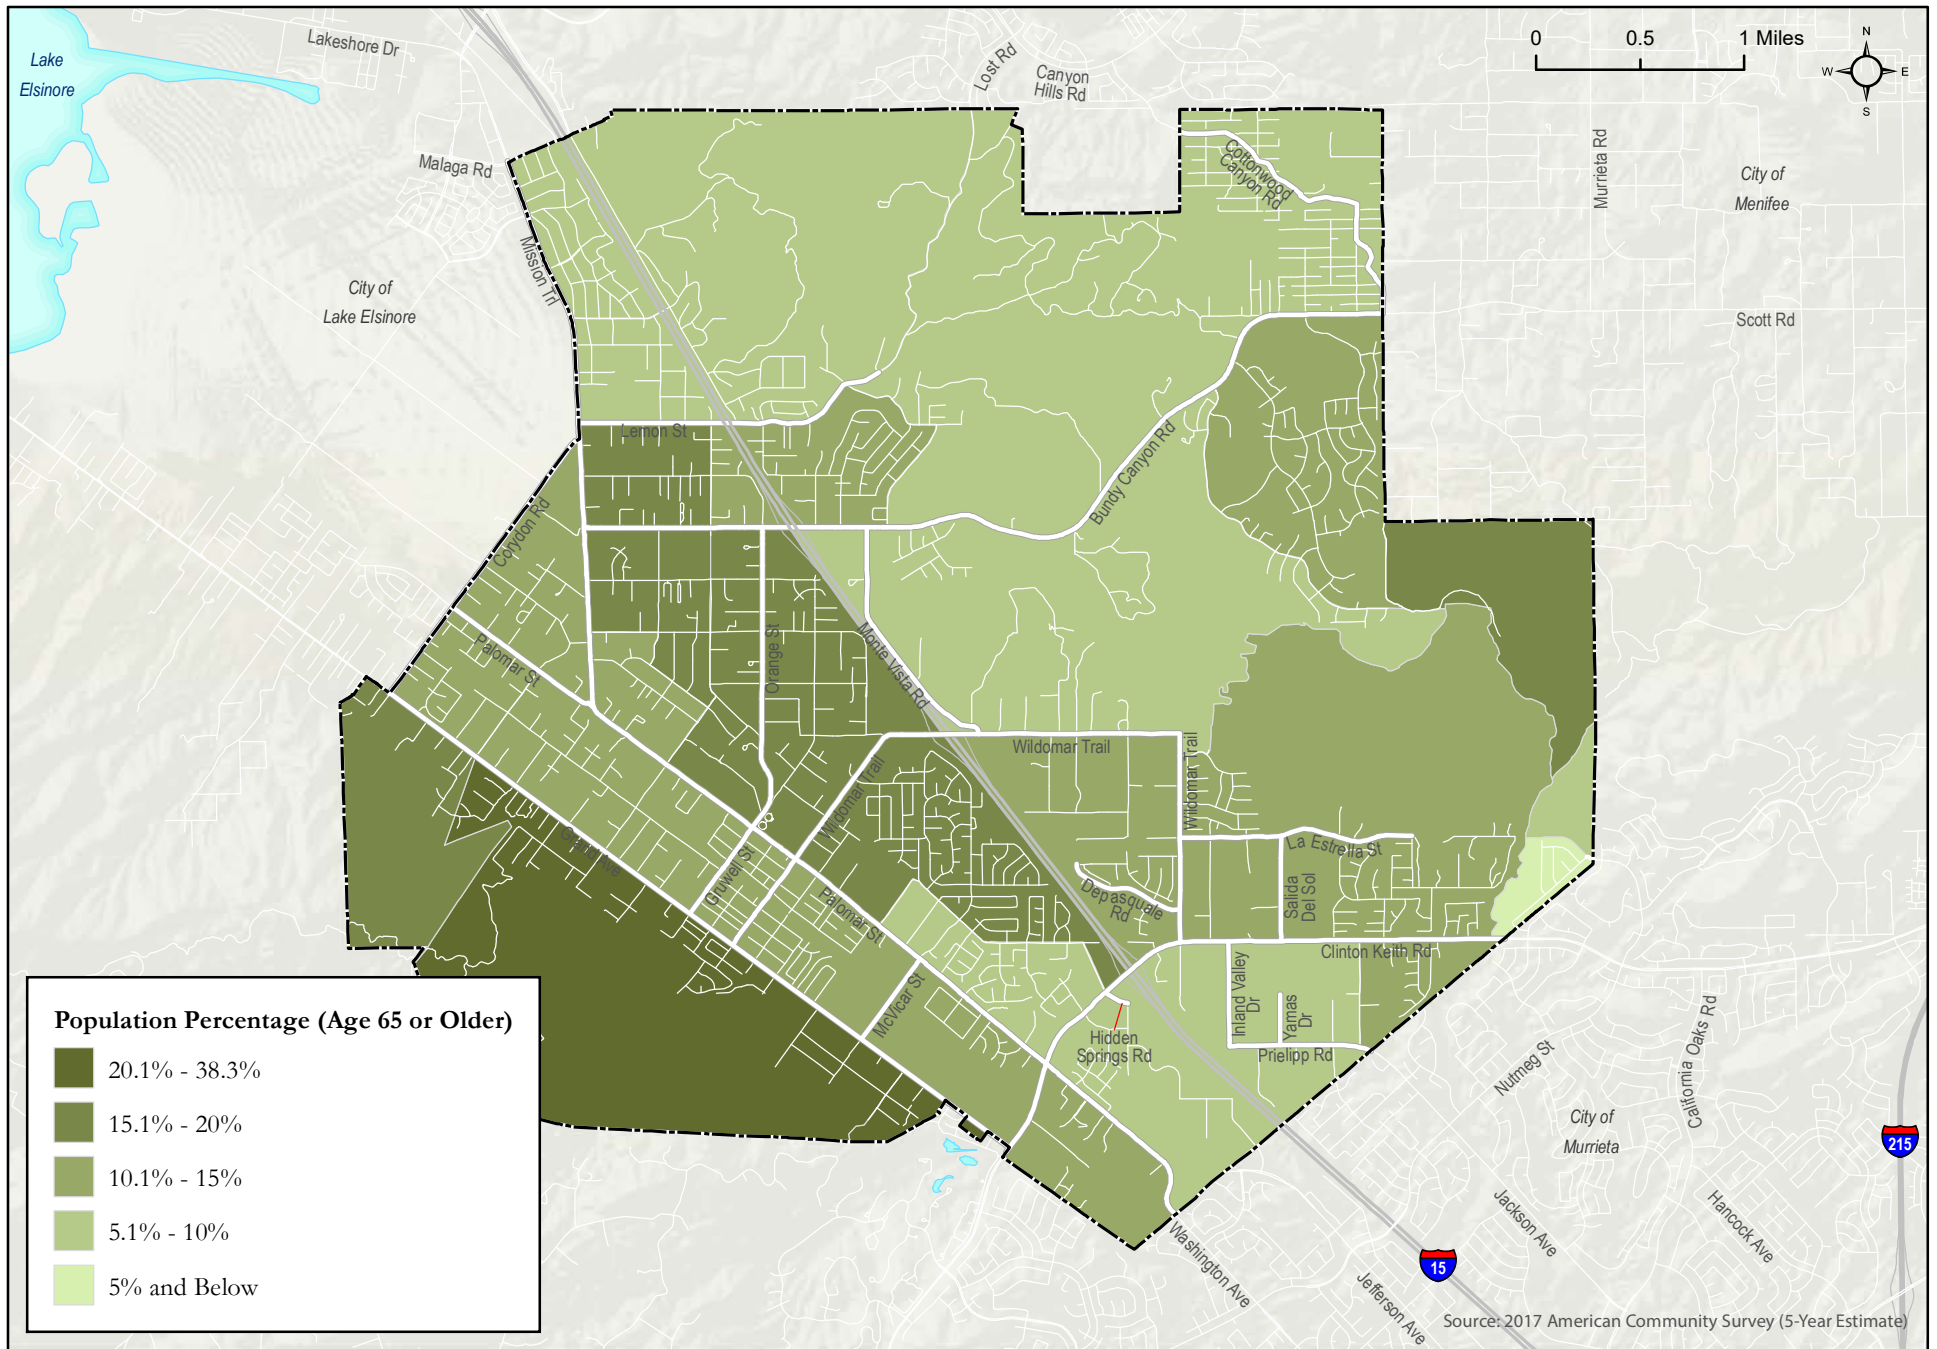 Lake
Elsinore
Lakeshore Dr
Lost Rd
Canyon
Hills Rd
0 0.5 1 Miles
N
W E
S
Malaga Rd
Cottonwood
Canyon Rd
Murrieta Rd
City of
Menifee
Mission Trl
City of
Lake Elsinore
Scott Rd
Lemon St
Bundy Canyon Rd
Corydon Rd
Palomar St
Orange St
Monte Vista Rd
Wildomar Trail
Wildomar Trail
Wildomar Trail
Grand Ave
Gruwell St
La Estrella St
Depasquale
Rd
Salida
Del Sol
Palomar St
Clinton Keith Rd
McVicar St
Inland Valley
Dr
Yamas
Dr
Hidden
Springs Rd
Prielipp Rd
Nutmeg St
California Oaks Rd
City of
Murrieta
215
Washington Ave
Jackson Ave
Hancock Ave
15
Jefferson Ave
Population Percentage (Age 65 or Older)
20.1% - 38.3%
15.1% - 20%
10.1% - 15%
5.1% - 10%
5% and Below
Source: 2017 American Community Survey (5-Year Estimate)